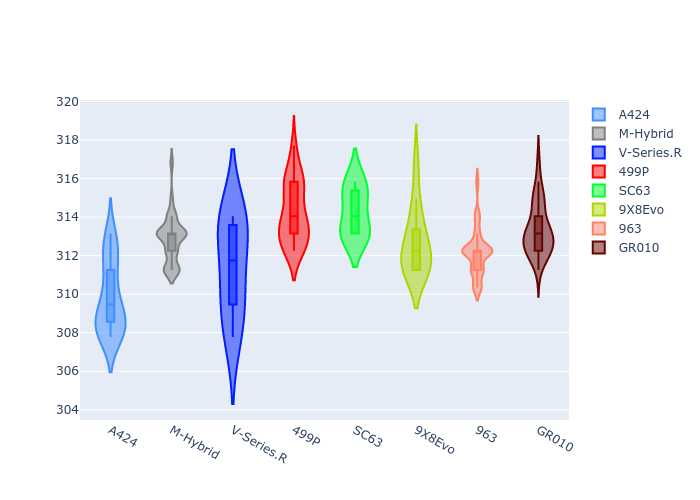 320
318
316
314
312
310
308
306
304
A424
M-Hybrid
V-Series.R
499P
SC63
9X8Evo
963
GR010
A424
M-Hybrid
V-Series.R
499P
SC63
9X8Evo
963
GR010